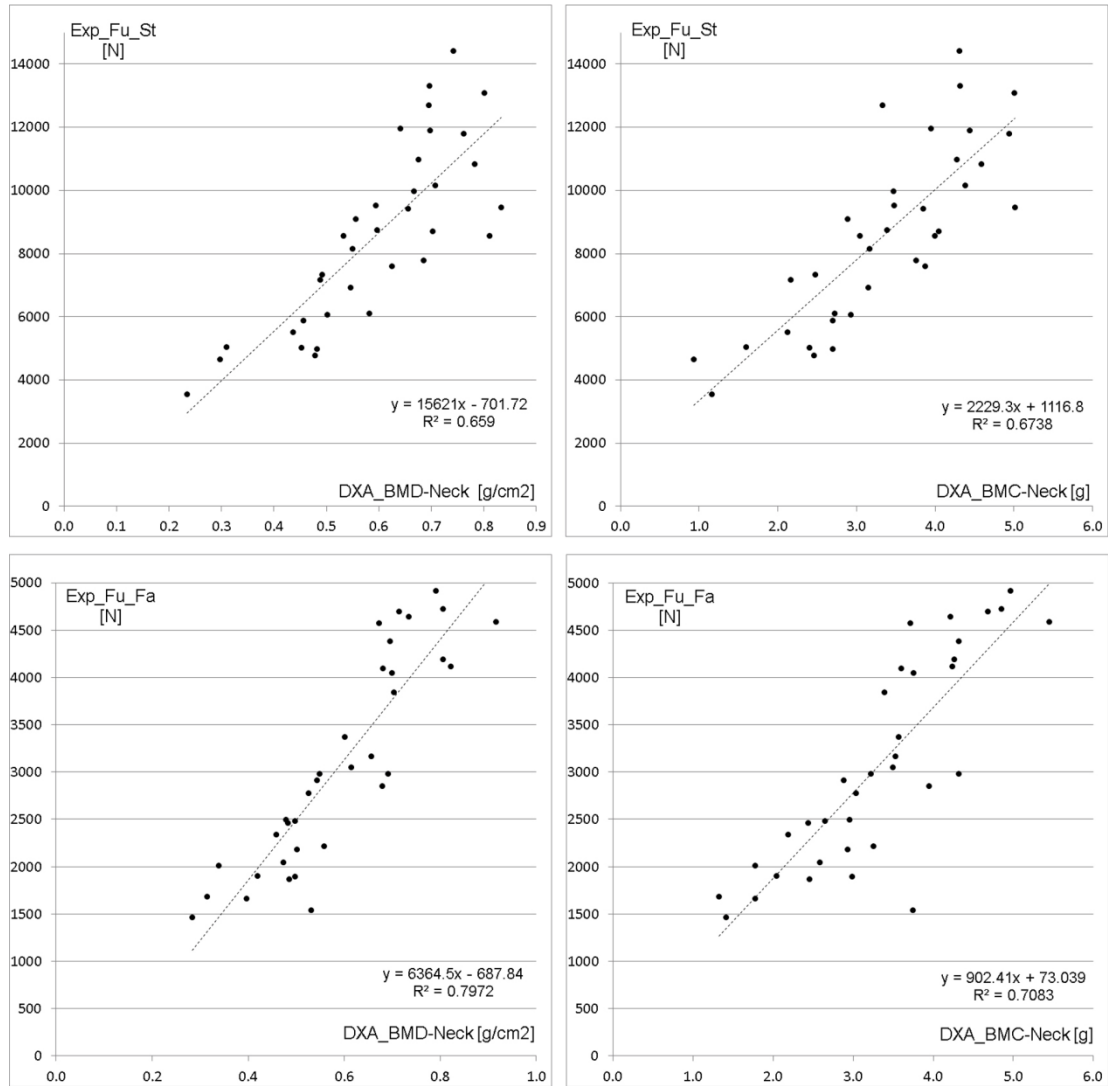 Exp_Fu_St
[N]
14000
12000
10000
8000
6000
4000
2000
0
y = 15621x - 701.72
R² = 0.659
DXA_BMD-Neck [g/cm2]
0.0 0.1 0.2 0.3 0.4 0.5 0.6 0.7 0.8 0.9
Exp_Fu_St
[N]
14000
12000
10000
8000
6000
4000
2000
0
y = 2229.3x + 1116.8
R² = 0.6738
DXA_BMC-Neck [g]
0.0 1.0 2.0 3.0 4.0 5.0 6.0
5000
Exp_Fu_Fa
[N]
4500
4000
3500
3000
2500
2000
1500
1000
500
0
y = 6364.5x - 687.84
R² = 0.7972
DXA_BMD-Neck [g/cm2]
0.0 0.2 0.4 0.6 0.8 1.0
5000
Exp_Fu_Fa
[N]
4500
4000
3500
3000
2500
2000
1500
1000
500
0
y = 902.41x + 73.039
R² = 0.7083
DXA_BMC-Neck [g]
0.0 1.0 2.0 3.0 4.0 5.0 6.0